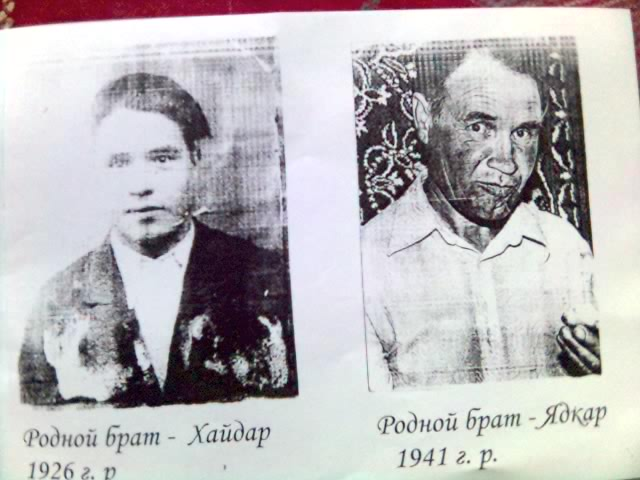 Родной брат - Хайдар
1926 г. р
Родной брат - Ядкар
1941 г. р.